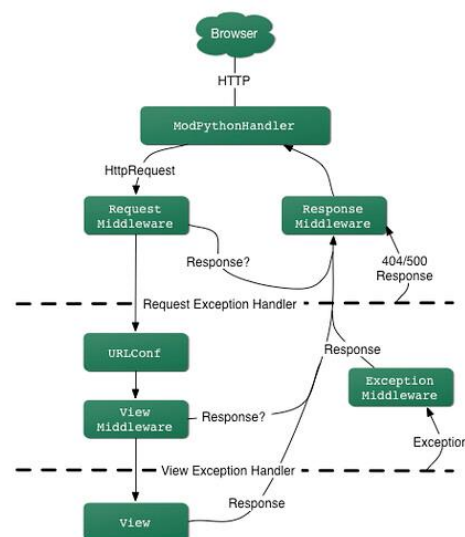 Browser
HTTP
ModPythonHandler
HttpRequest
Request
Middleware
Response
Middleware
Response?
404/500
Response
Request Exception Handler
URLConf
Response
Exception
Middleware
View
Middleware
Response?
Exception
View Exception Handler
Response
View